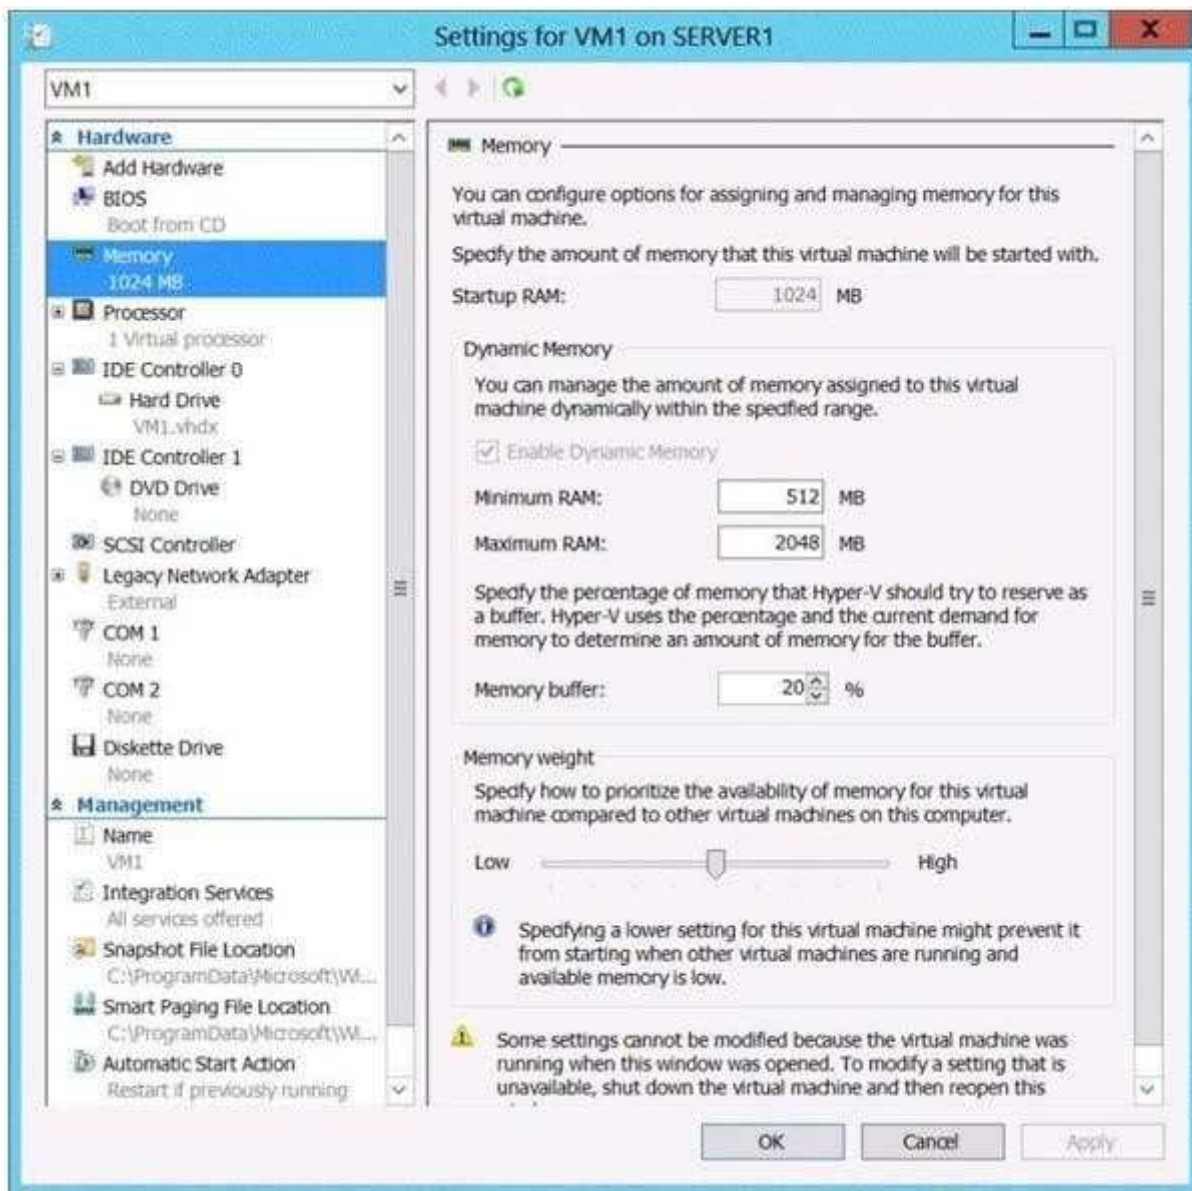 Settings for VM1 on SERVER1
VM1
Hardware
Add Hardware
BIOS
Boot from CD
Memory
1024 MB
Processor
1 Virtual processor
IDE Controller 0
Hard Drive
VM1.vhdx
IDE Controller 1
DVD Drive
None
SCSI Controller
Legacy Network Adapter
External
COM 1
None
COM 2
None
Diskette Drive
None
Management
Name
VM1
Integration Services
All services offered
Snapshot File Location
C:\ProgramData\Microsoft\Wi...
Smart Paging File Location
C:\ProgramData\Microsoft\Wi...
Automatic Start Action
Restart if previously running
Memory
You can configure options for assigning and managing memory for this
virtual machine.
Specify the amount of memory that this virtual machine will be started with.
Startup RAM: 1024 MB
Dynamic Memory
You can manage the amount of memory assigned to this virtual
machine dynamically within the specified range.
Enable Dynamic Memory
Minimum RAM: 512 MB
Maximum RAM: 2048 MB
Specify the percentage of memory that Hyper-V should try to reserve as
a buffer. Hyper-V uses the percentage and the current demand for
memory to determine an amount of memory for the buffer.
Memory buffer: 20 %
Memory weight
Specify how to prioritize the availability of memory for this virtual
machine compared to other virtual machines on this computer.
Low High
Specifying a lower setting for this virtual machine might prevent it
from starting when other virtual machines are running and
available memory is low.
Some settings cannot be modified because the virtual machine was
running when this window was opened. To modify a setting that is
unavailable, shut down the virtual machine and then reopen this
OK Cancel Apply